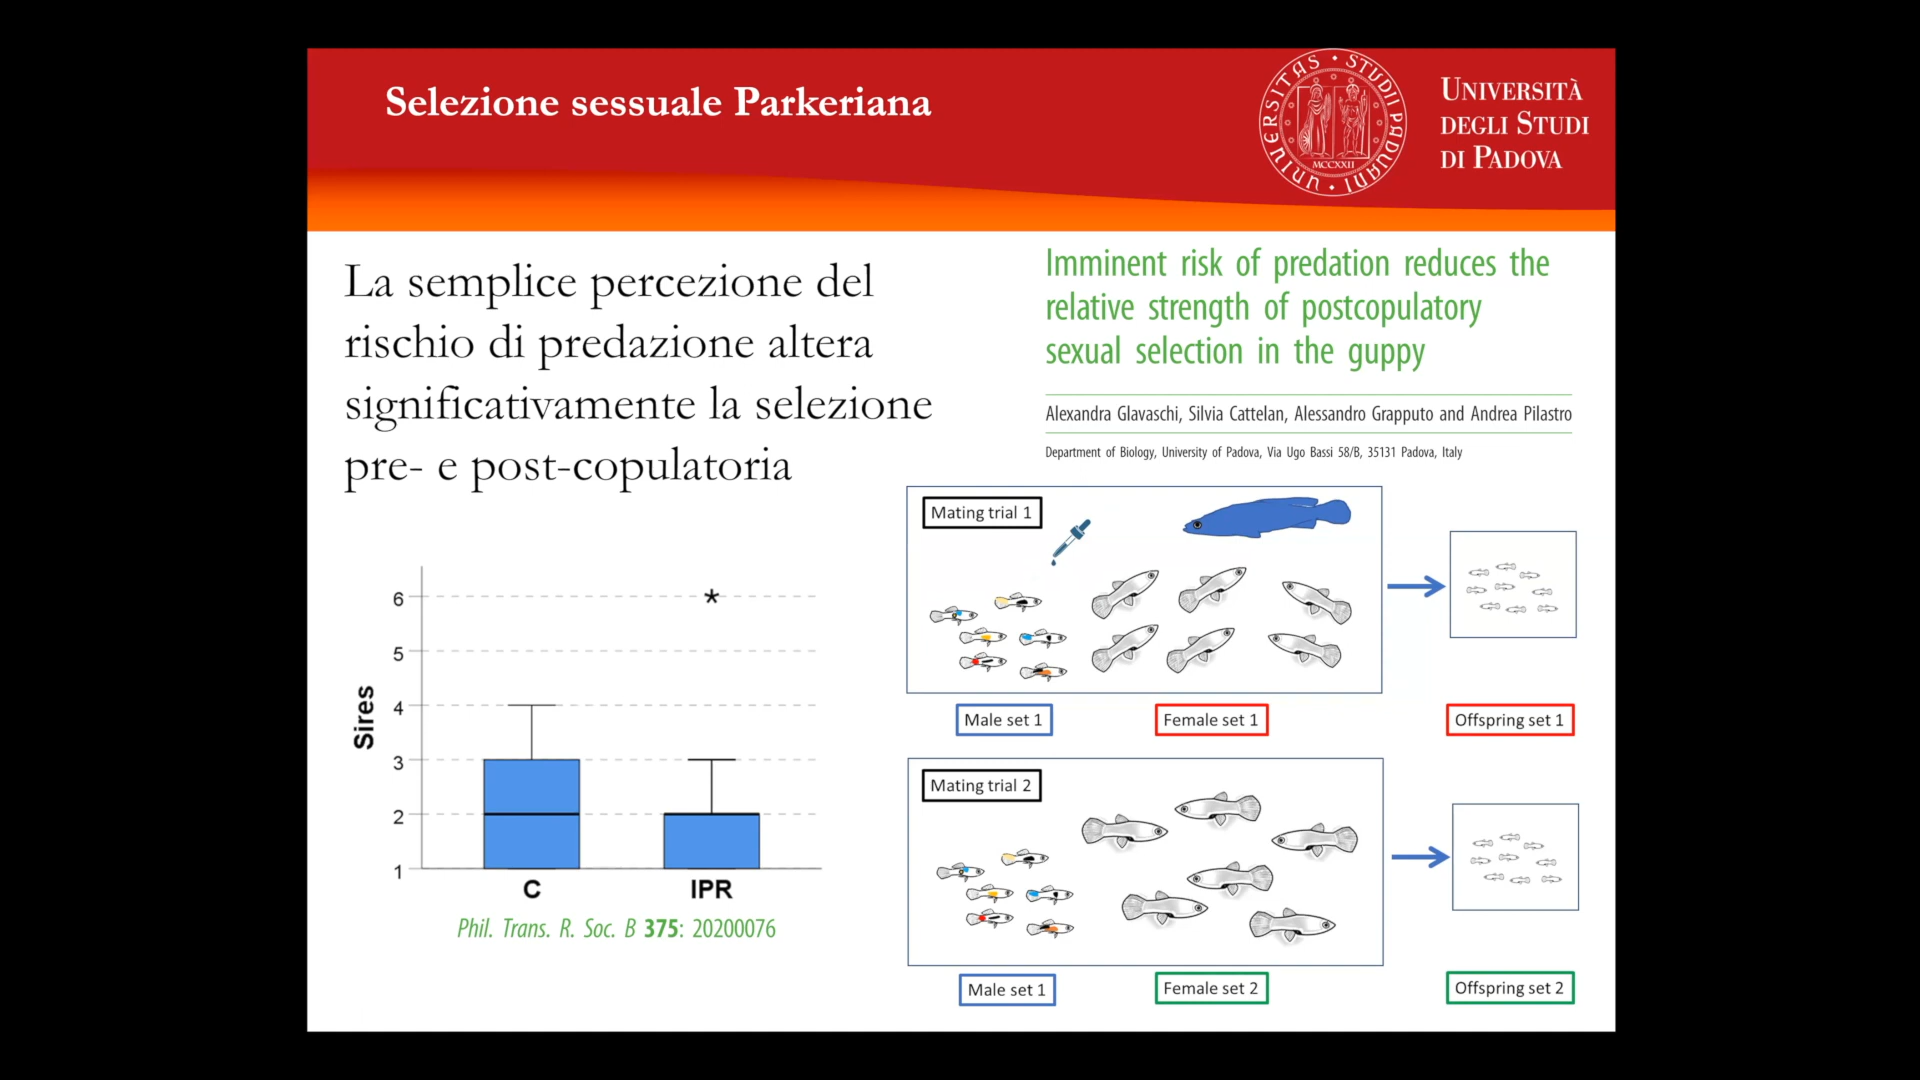 Selezione sessuale Parkeriana
UNIVERSITAS STUDII PADUANI
MCCXXII
UNIVERSITÀ
DEGLI STUDI
DI PADOVA
La semplice percezione del
rischio di predazione altera
significativamente la selezione
pre- e post-copulatoria
Imminent risk of predation reduces the
relative strength of postcopulatory
sexual selection in the guppy
Alexandra Glavaschi, Silvia Cattelan, Alessandro Grapputo and Andrea Pilastro
Department of Biology, University of Padova, Via Ugo Bassi 58/B, 35131 Padova, Italy
Sires
6
5
4
3
2
1
*
C
IPR
Phil. Trans. R. Soc. B 375: 20200076
Mating trial 1
Male set 1
Female set 1
Offspring set 1
Mating trial 2
Male set 1
Female set 2
Offspring set 2